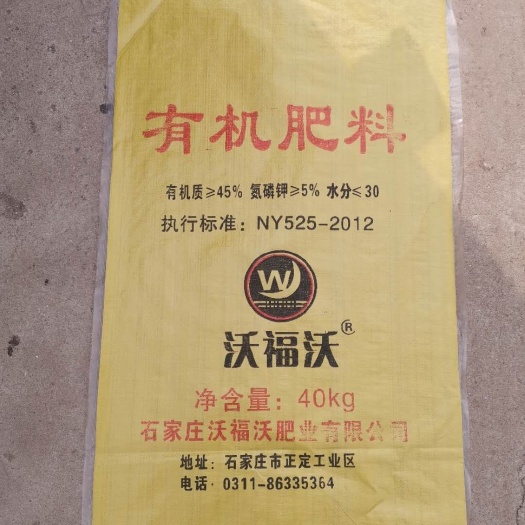 有机肥料
有机质≥45% 氮磷钾≥5% 水分≤30
执行标准：NY525-2012
W
沃福沃®
净含量：40kg
石家庄沃福沃肥业有限公司
地址：石家庄市正定工业区
电话·0311-86335364